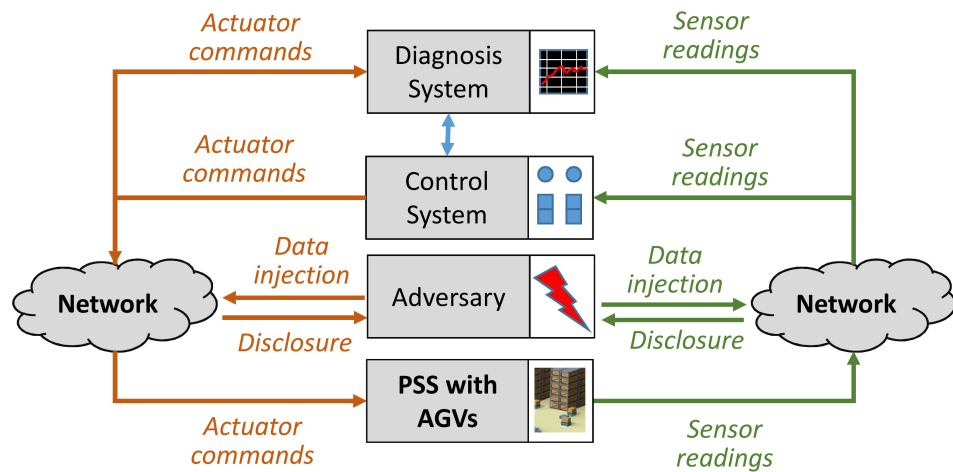 Actuator
commands
Diagnosis
System
Sensor
readings
Actuator
commands
Control
System
Sensor
readings
Data
injection
Network
Disclosure
Adversary
Data
injection
Disclosure
Network
Actuator
commands
PSS with
AGVs
Sensor
readings